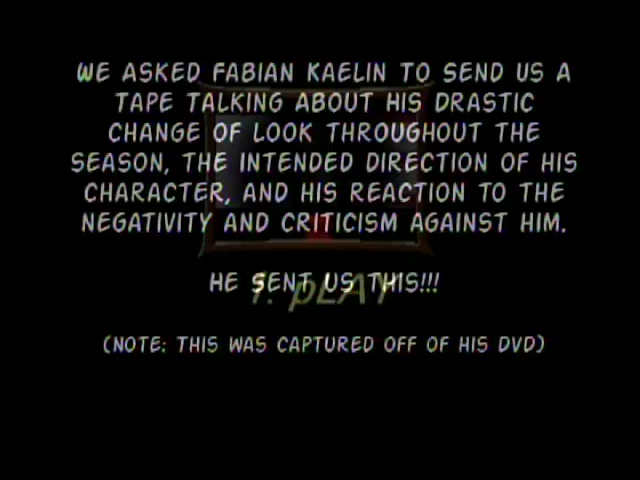 WE ASKED FABIAN KAELIN TO SEND US A
TAPE TALKING ABOUT HIS DRASTIC
CHANGE OF LOOK THROUGHOUT THE
SEASON, THE INTENDED DIRECTION OF HIS
CHARACTER, AND HIS REACTION TO THE
NEGATIVITY AND CRITICISM AGAINST HIM.
HE SENT US THIS!!!
1. PLAY
(NOTE: THIS WAS CAPTURED OFF OF HIS DVD)